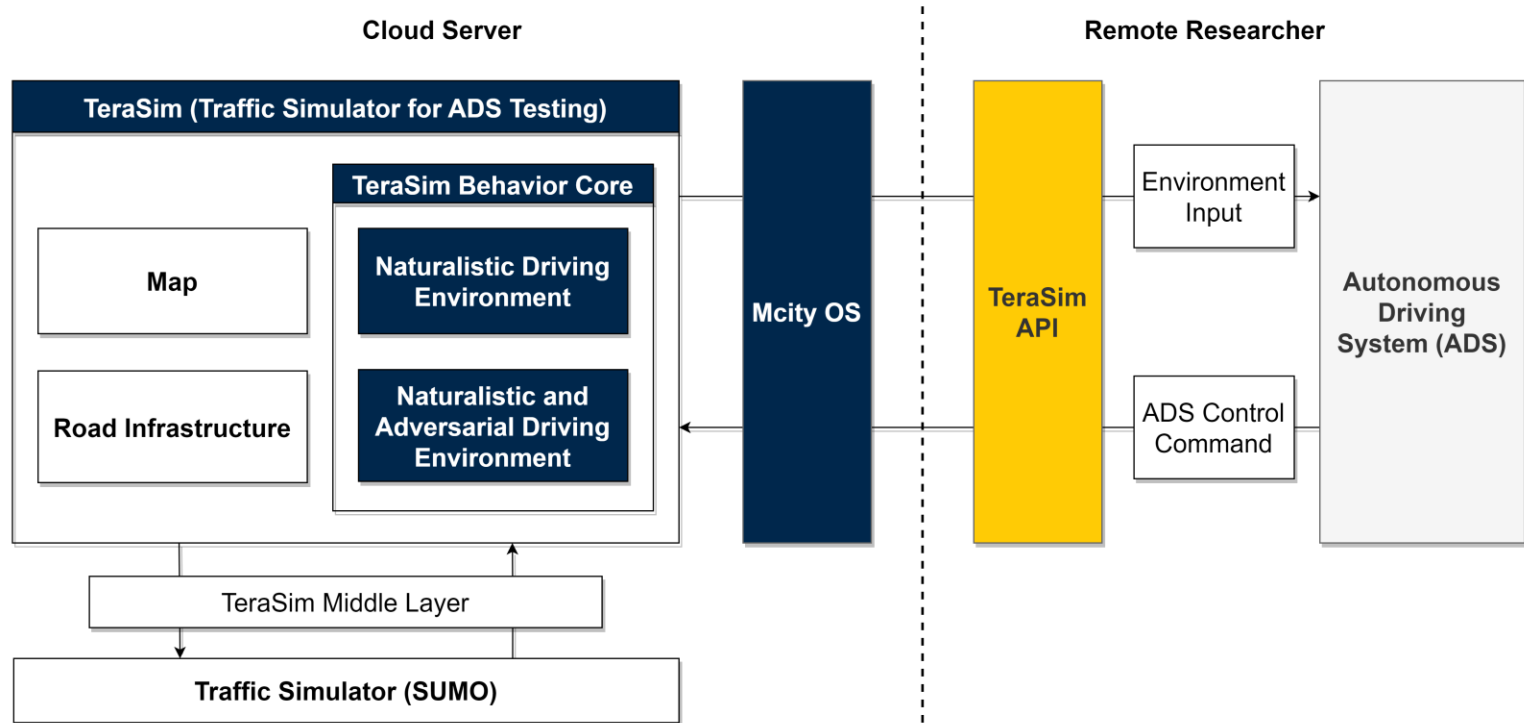 Cloud Server
Remote Researcher
TeraSim (Traffic Simulator for ADS Testing)
TeraSim Behavior Core
Map
Naturalistic Driving
Environment
Road Infrastructure
Naturalistic and
Adversarial Driving
Environment
Mcity OS
TeraSim
API
Environment
Input
ADS Control
Command
Autonomous
Driving
System (ADS)
TeraSim Middle Layer
Traffic Simulator (SUMO)